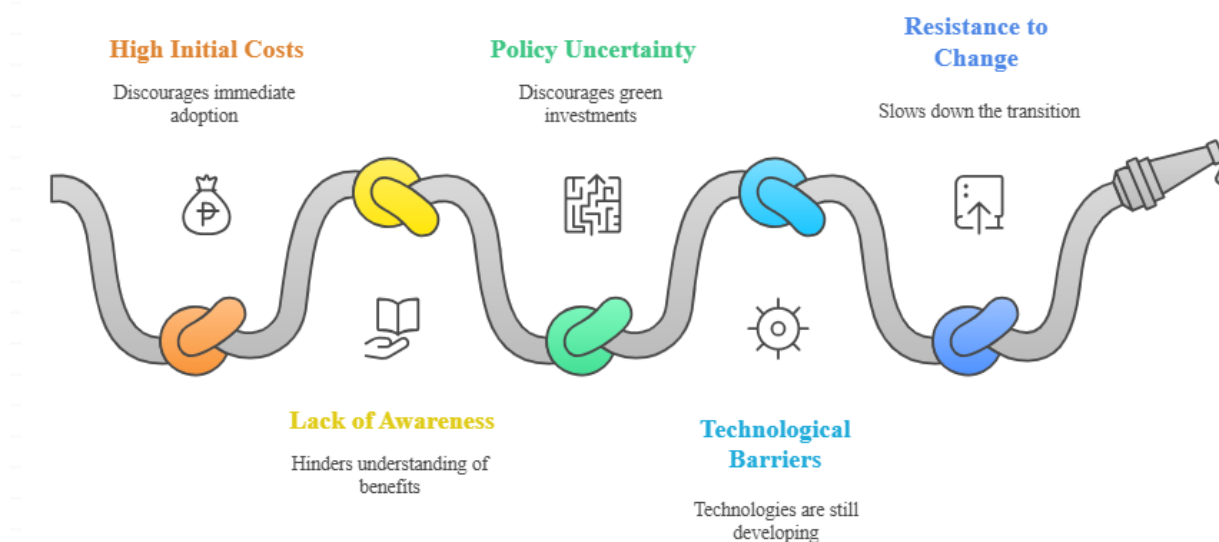 High Initial Costs
Discourages immediate
adoption
Policy Uncertainty
Discourages green
investments
Resistance to
Change
Slows down the transition
Lack of Awareness
Hinders understanding of
benefits
Technological
Barriers
Technologies are still
developing